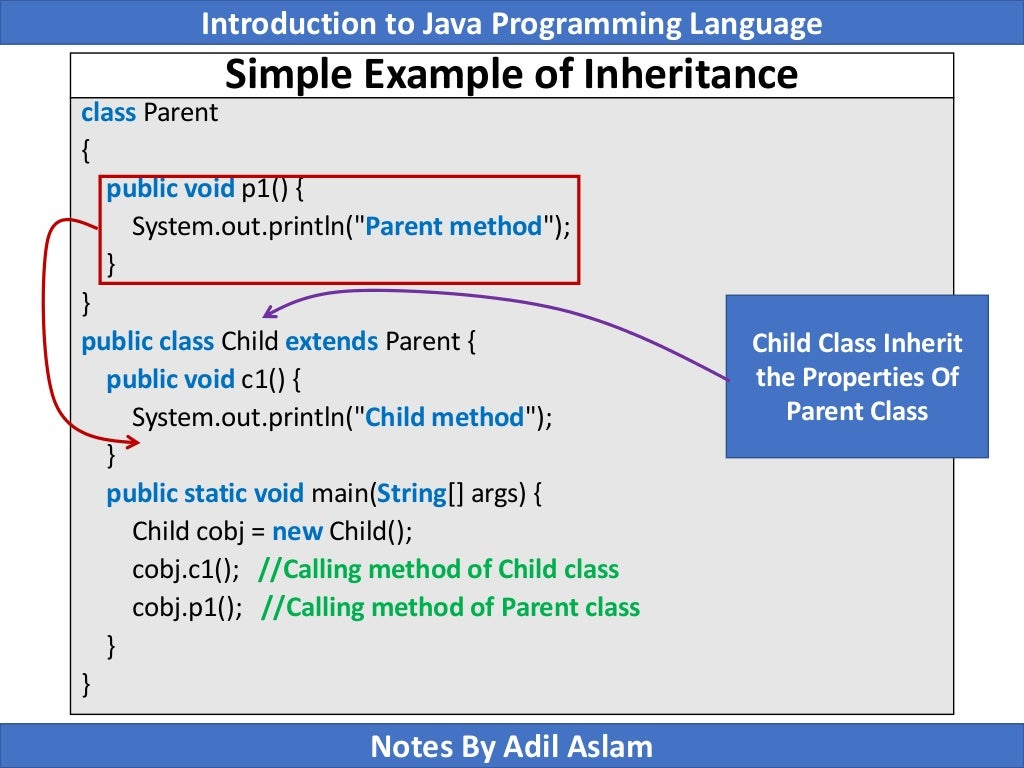 Introduction to Java Programming Language
Simple Example of Inheritance
class Parent
{
public void p1() {
System.out.println("Parent method");
}
}
public class Child extends Parent {
public void c1() {
System.out.println("Child method");
}
public static void main(String[] args) {
Child cobj = new Child();
cobj.c1(); //Calling method of Child class
cobj.p1(); //Calling method of Parent class
}
}
Child Class Inherit
the Properties Of
Parent Class
Notes By Adil Aslam